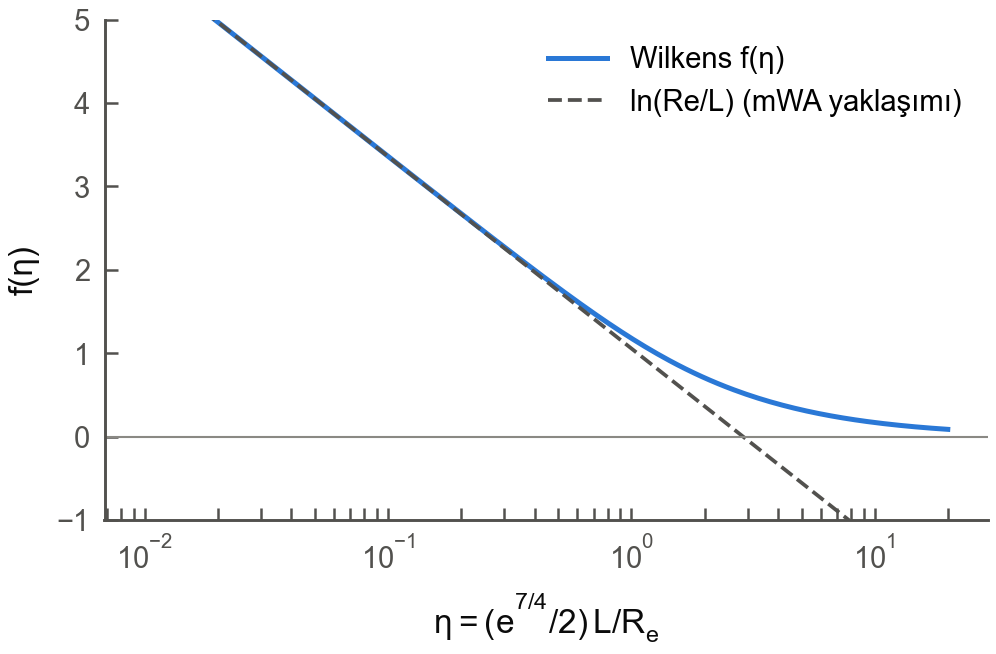 Wilkens f(η)
ln(Re/L) (mWA yaklaşımı)
f(η)
5
4
3
2
1
0
−1
10⁻² 10⁻¹ 10⁰ 10¹
η = (e^{7/4}/2) L/Rₑ